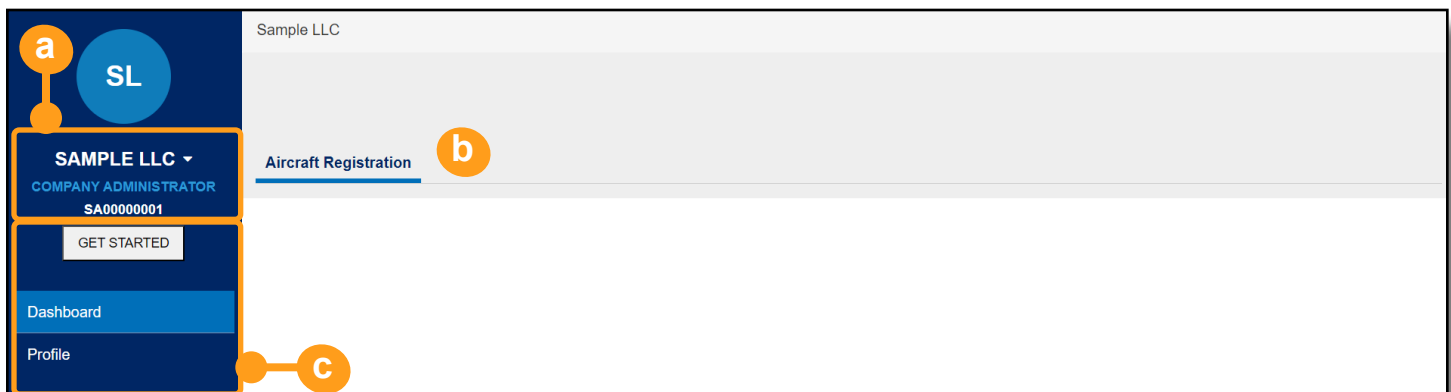 a
SL
SAMPLE LLC
COMPANY ADMINISTRATOR
SA00000001
GET STARTED
Dashboard
Profile
c
Sample LLC
Aircraft Registration
b